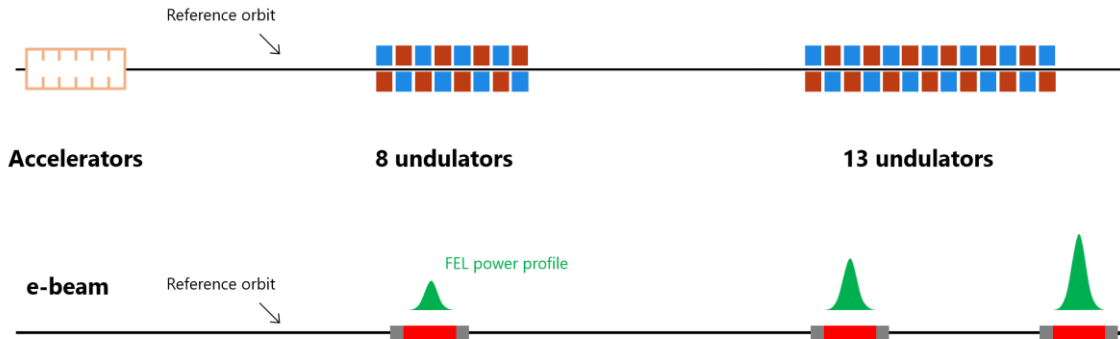 Reference orbit
Accelerators
8 undulators
13 undulators
FEL power profile
e-beam
Reference orbit